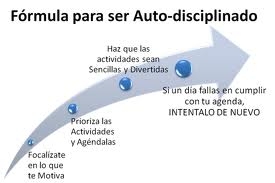 Fórmula para ser Auto-disciplinado
Haz que las
actividades sean
Sencillas y Divertidas
Si un día fallas en cumplir
con tu agenda,
INTENTALO DE NUEVO
Prioriza las
Actividades
y Agéndalas
Focalízate
en lo que
te Motiva